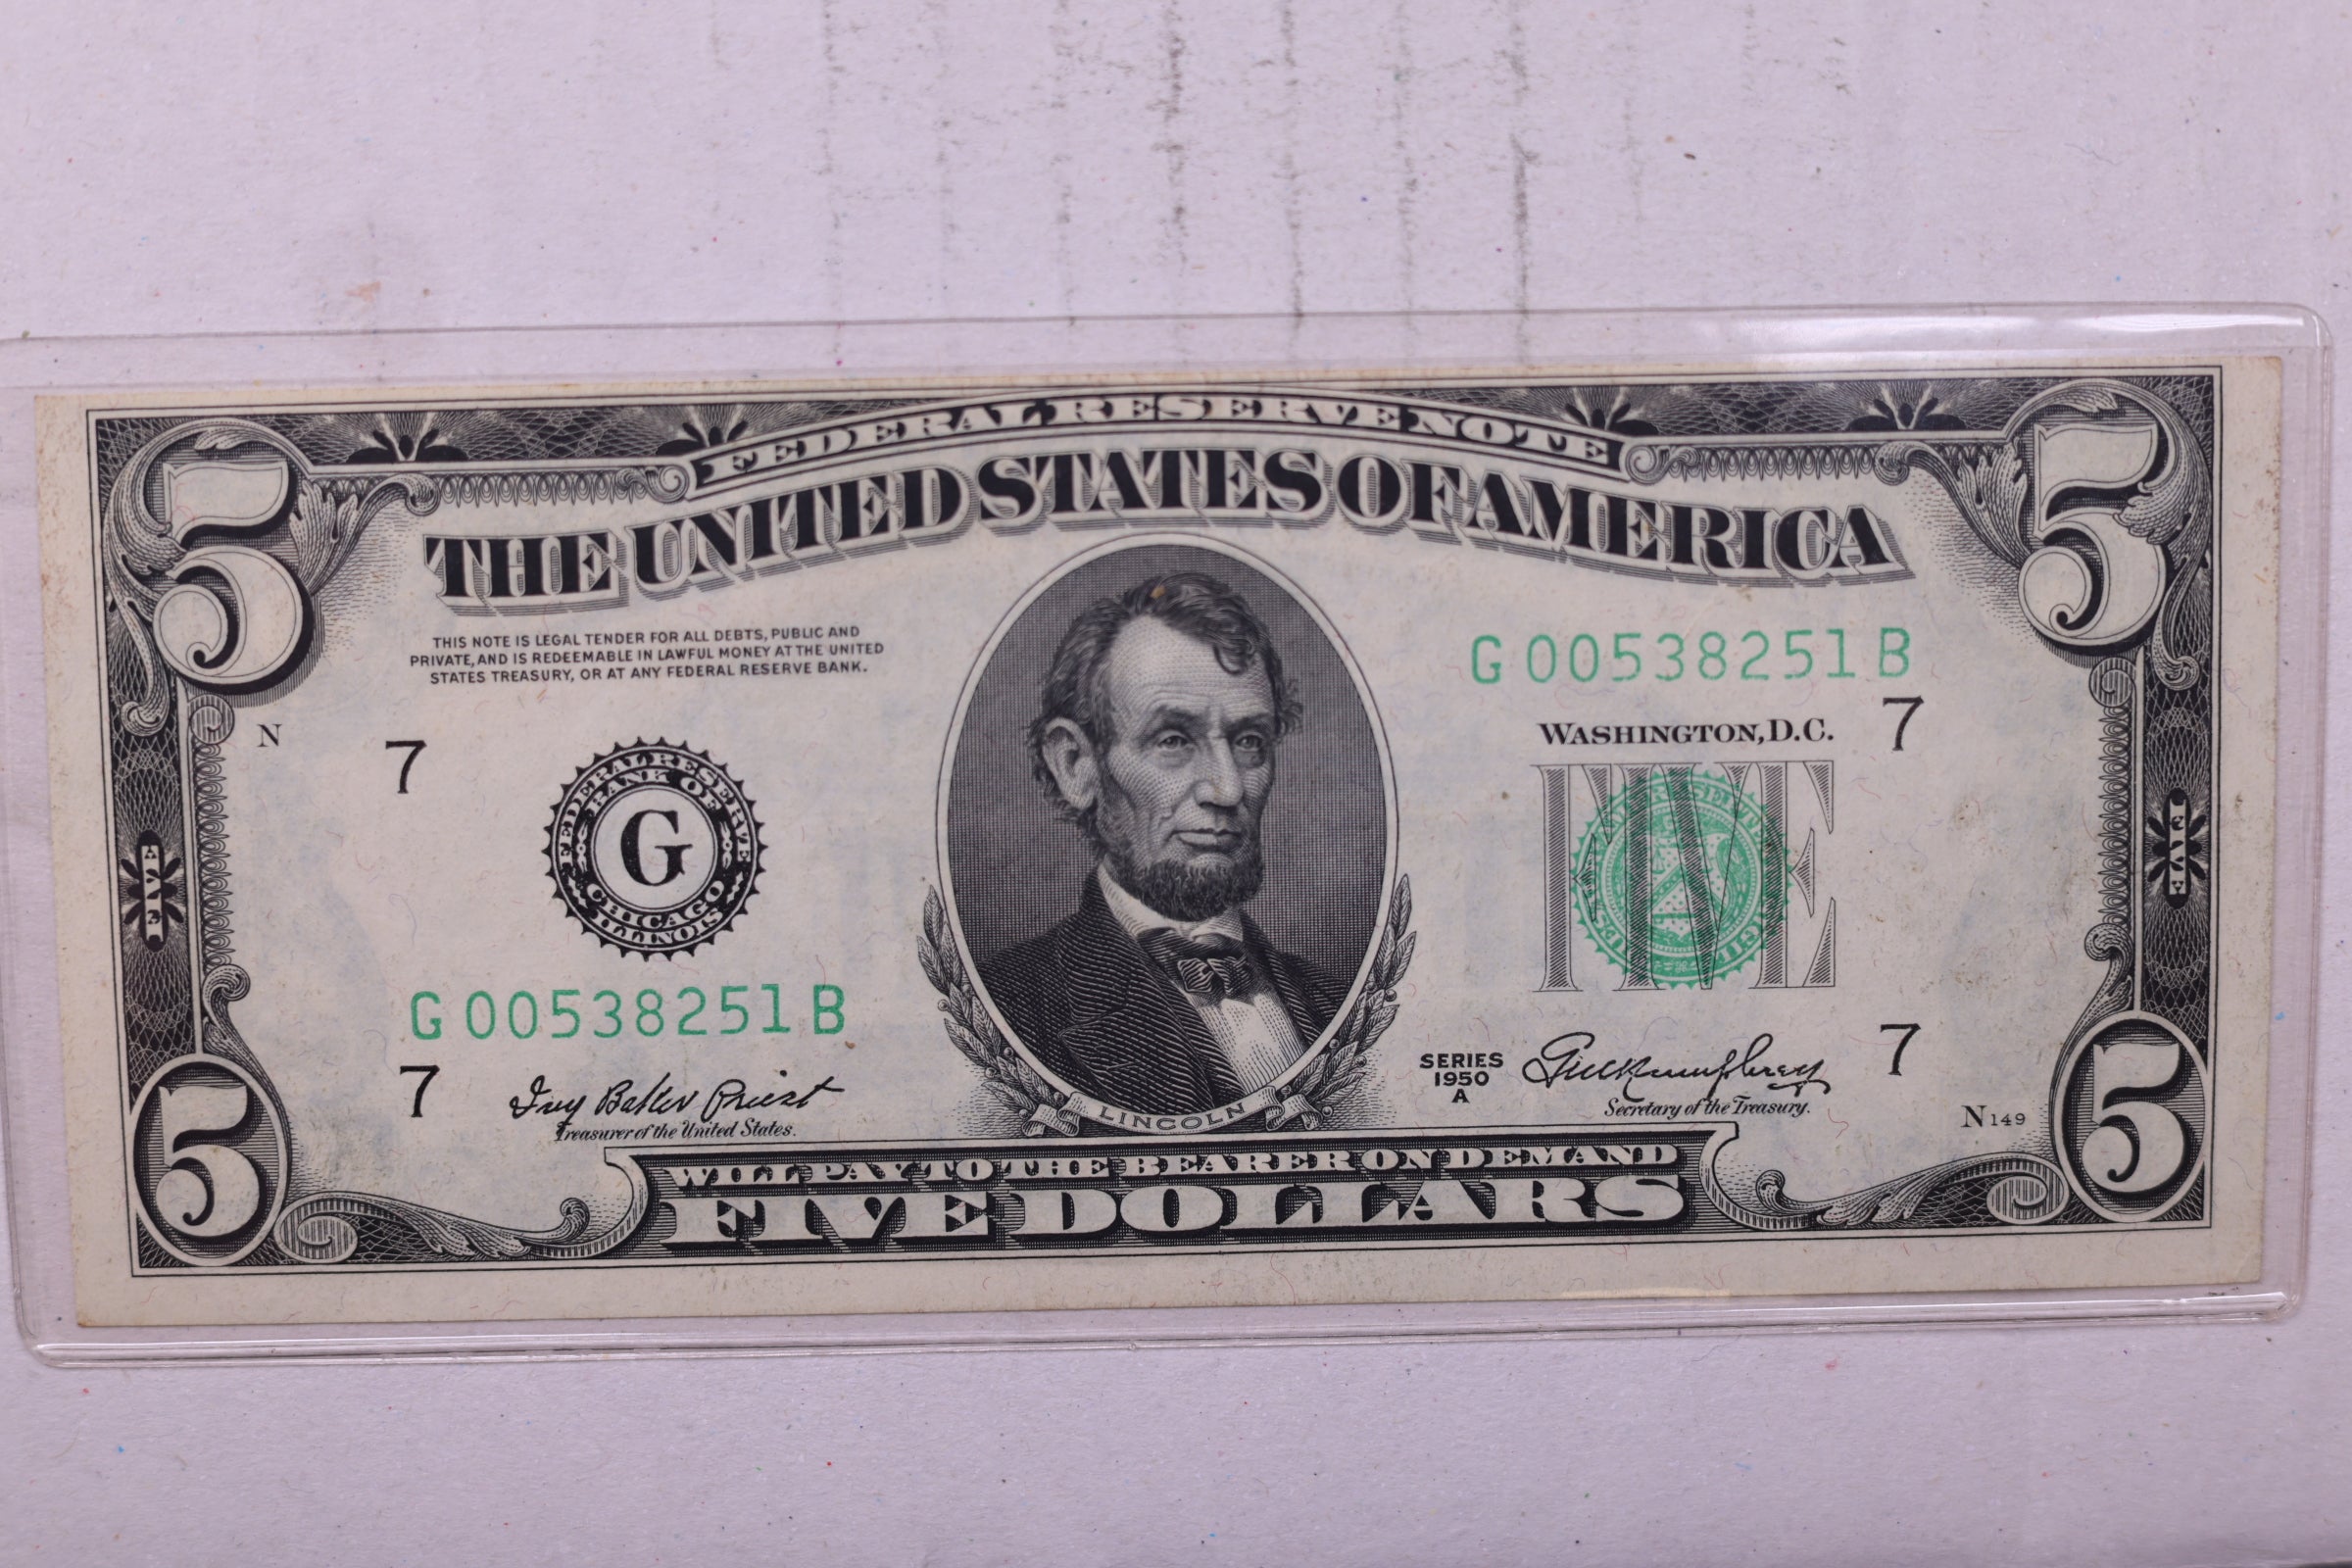 FEDERAL RESERVE NOTE
THE UNITED STATES OF AMERICA
5
5
THIS NOTE IS LEGAL TENDER FOR ALL DEBTS, PUBLIC AND
PRIVATE, AND IS REDEEMABLE IN LAWFUL MONEY AT THE UNITED
STATES TREASURY, OR AT ANY FEDERAL RESERVE BANK.
G 00538251 B
N
7
WASHINGTON, D.C.
7
FEDERAL RESERVE
BANK OF
G
CHICAGO
ILLINOIS
FIVE
FIVE
FIVE
G 00538251 B
7
Ivy Baker Priest
Treasurer of the United States.
LINCOLN
SERIES
1950
A
G M Humphrey
Secretary of the Treasury.
7
N 149
5
5
WILL PAY TO THE BEARER ON DEMAND
FIVE DOLLARS